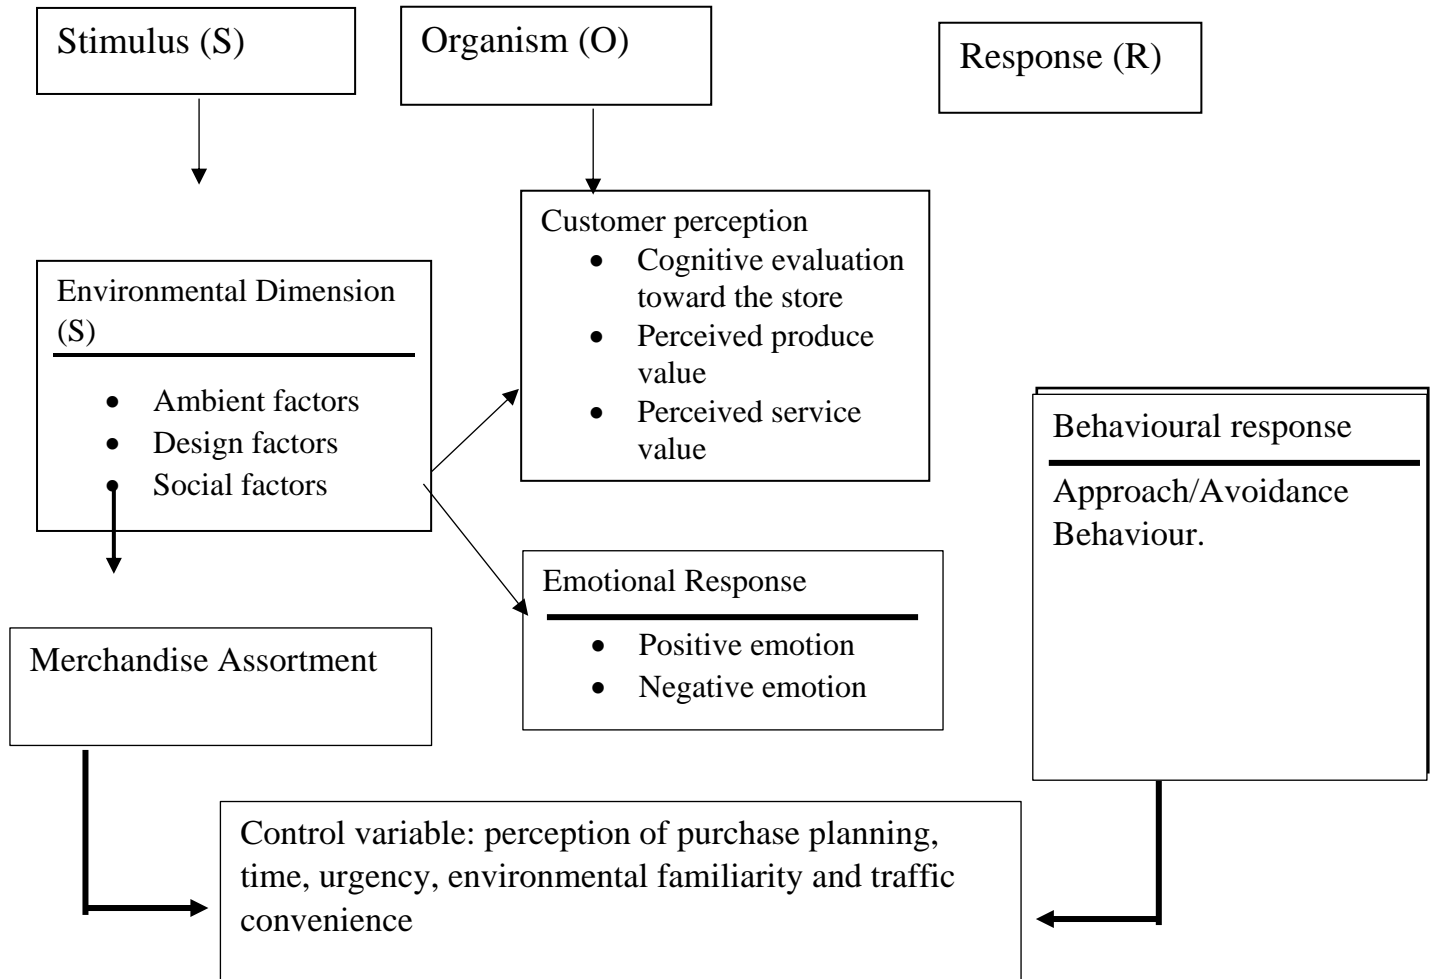 Stimulus (S)
Organism (O)
Response (R)
Customer perception
• Cognitive evaluation
toward the store
• Perceived produce
value
• Perceived service
value
Environmental Dimension
(S)
• Ambient factors
• Design factors
• Social factors
Behavioural response
Approach/Avoidance
Behaviour.
Emotional Response
• Positive emotion
• Negative emotion
Merchandise Assortment
Control variable: perception of purchase planning,
time, urgency, environmental familiarity and traffic
convenience